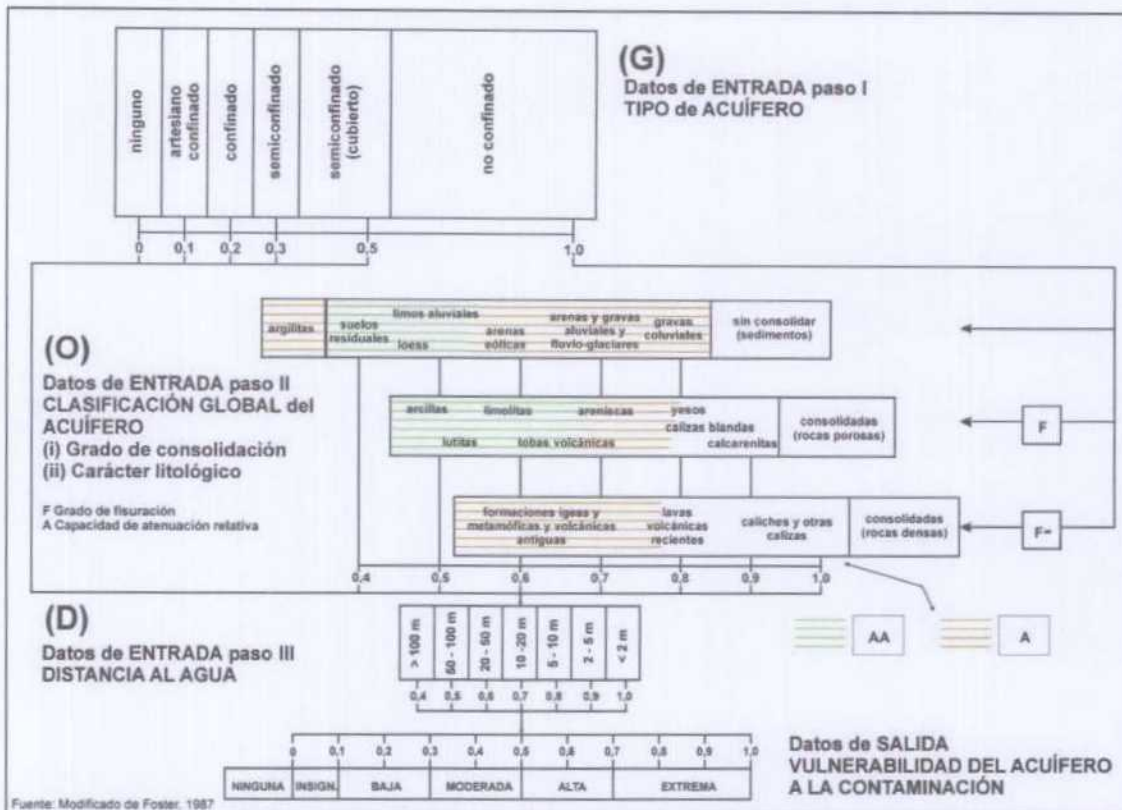 ninguno
artesiano
confinado
confinado
semiconfinado
semiconfinado
(cubierto)
no confinado
0
0,1
0,2
0,3
0,5
1,0
(G)
Datos de ENTRADA paso I
TIPO de ACUÍFERO
argilitas
suelos
residuales
limos aluviales
loess
arenas
eólicas
arenas y gravas
aluviales y
fluvio-glaciares
gravas
coluviales
sin consolidar
(sedimentos)
(O)
Datos de ENTRADA paso II
CLASIFICACIÓN GLOBAL del
ACUÍFERO
(i) Grado de consolidación
(ii) Carácter litológico
F Grado de fisuración
A Capacidad de atenuación relativa
arcillas
limolitas
areniscas
yesos
lutitas
tobas volcánicas
calizas blandas
calcarenitas
consolidadas
(rocas porosas)
F
formaciones igeas y
metamóficas y volcánicas
antiguas
lavas
volcánicas
recientes
caliches y otras
calizas
consolidadas
(rocas densas)
F=
0,4
0,5
0,6
0,7
0,8
0,9
1,0
AA
A
(D)
Datos de ENTRADA paso III
DISTANCIA AL AGUA
> 100 m
50 - 100 m
20 - 50 m
10 -20 m
5 - 10 m
2 - 5 m
< 2 m
0,4
0,5
0,6
0,7
0,8
0,9
1,0
0
0,1
0,2
0,3
0,4
0,5
0,6
0,7
0,8
0,9
1,0
NINGUNA
INSIGN.
BAJA
MODERADA
ALTA
EXTREMA
Datos de SALIDA
VULNERABILIDAD DEL ACUÍFERO
A LA CONTAMINACIÓN
Fuente: Modificado de Foster, 1987